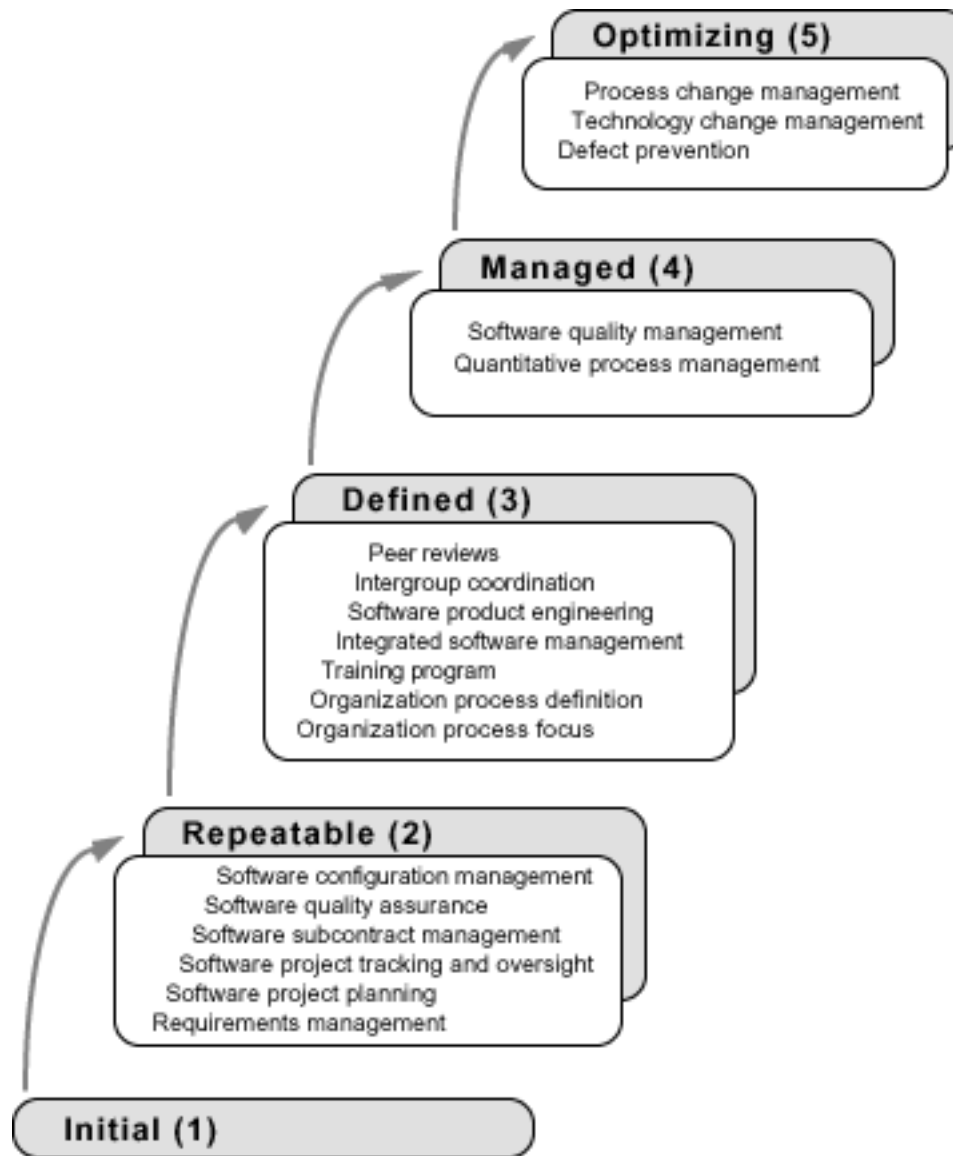 Optimizing (5)
Process change management
Technology change management
Defect prevention
Managed (4)
Software quality management
Quantitative process management
Defined (3)
Peer reviews
Intergroup coordination
Software product engineering
Integrated software management
Training program
Organization process definition
Organization process focus
Repeatable (2)
Software configuration management
Software quality assurance
Software subcontract management
Software project tracking and oversight
Software project planning
Requirements management
Initial (1)